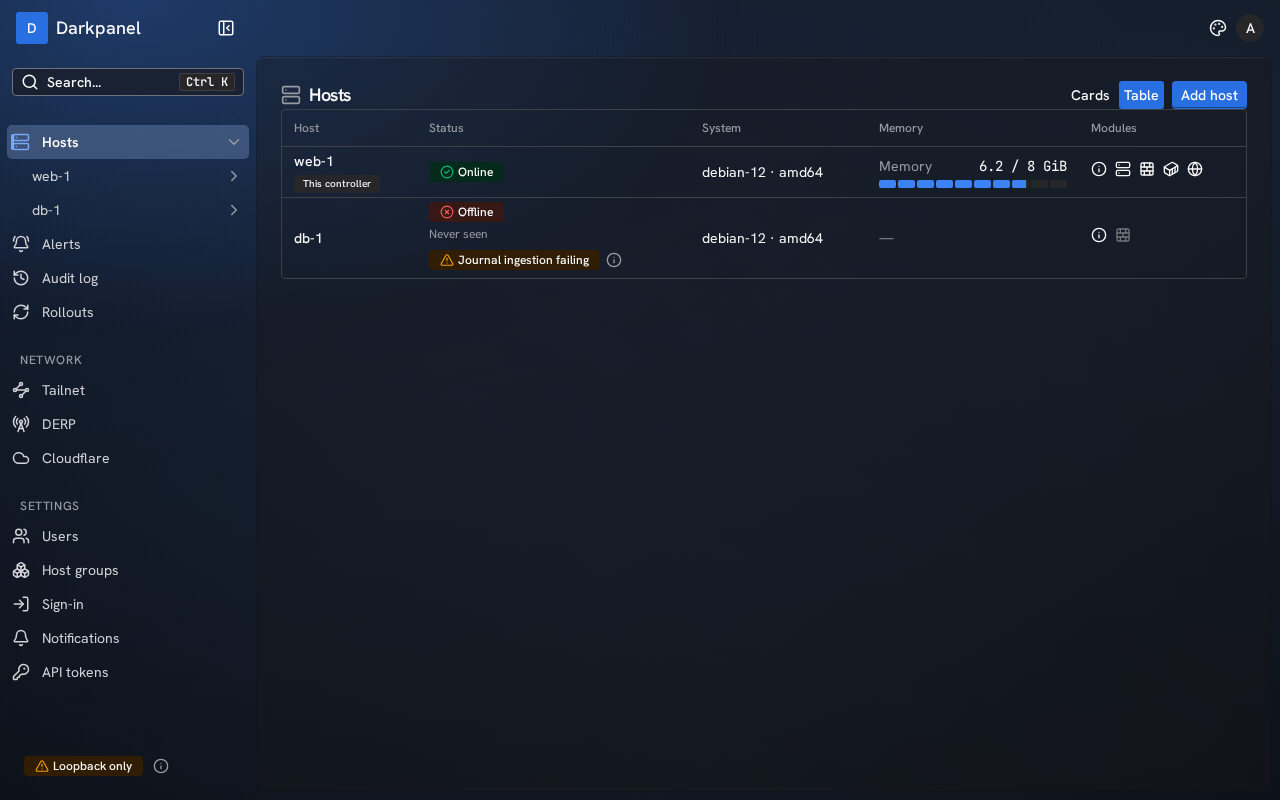 D Darkpanel
A
Search... Ctrl K
Hosts
web-1
db-1
Alerts
Audit log
Rollouts
NETWORK
Tailnet
DERP
Cloudflare
SETTINGS
Users
Host groups
Sign-in
Notifications
API tokens
Loopback only
Hosts
Cards Table Add host
Host Status System Memory Modules
web-1
This controller
Online
debian-12 · amd64
Memory 6.2 / 8 GiB
db-1
Offline
Never seen
Journal ingestion failing
debian-12 · amd64
—